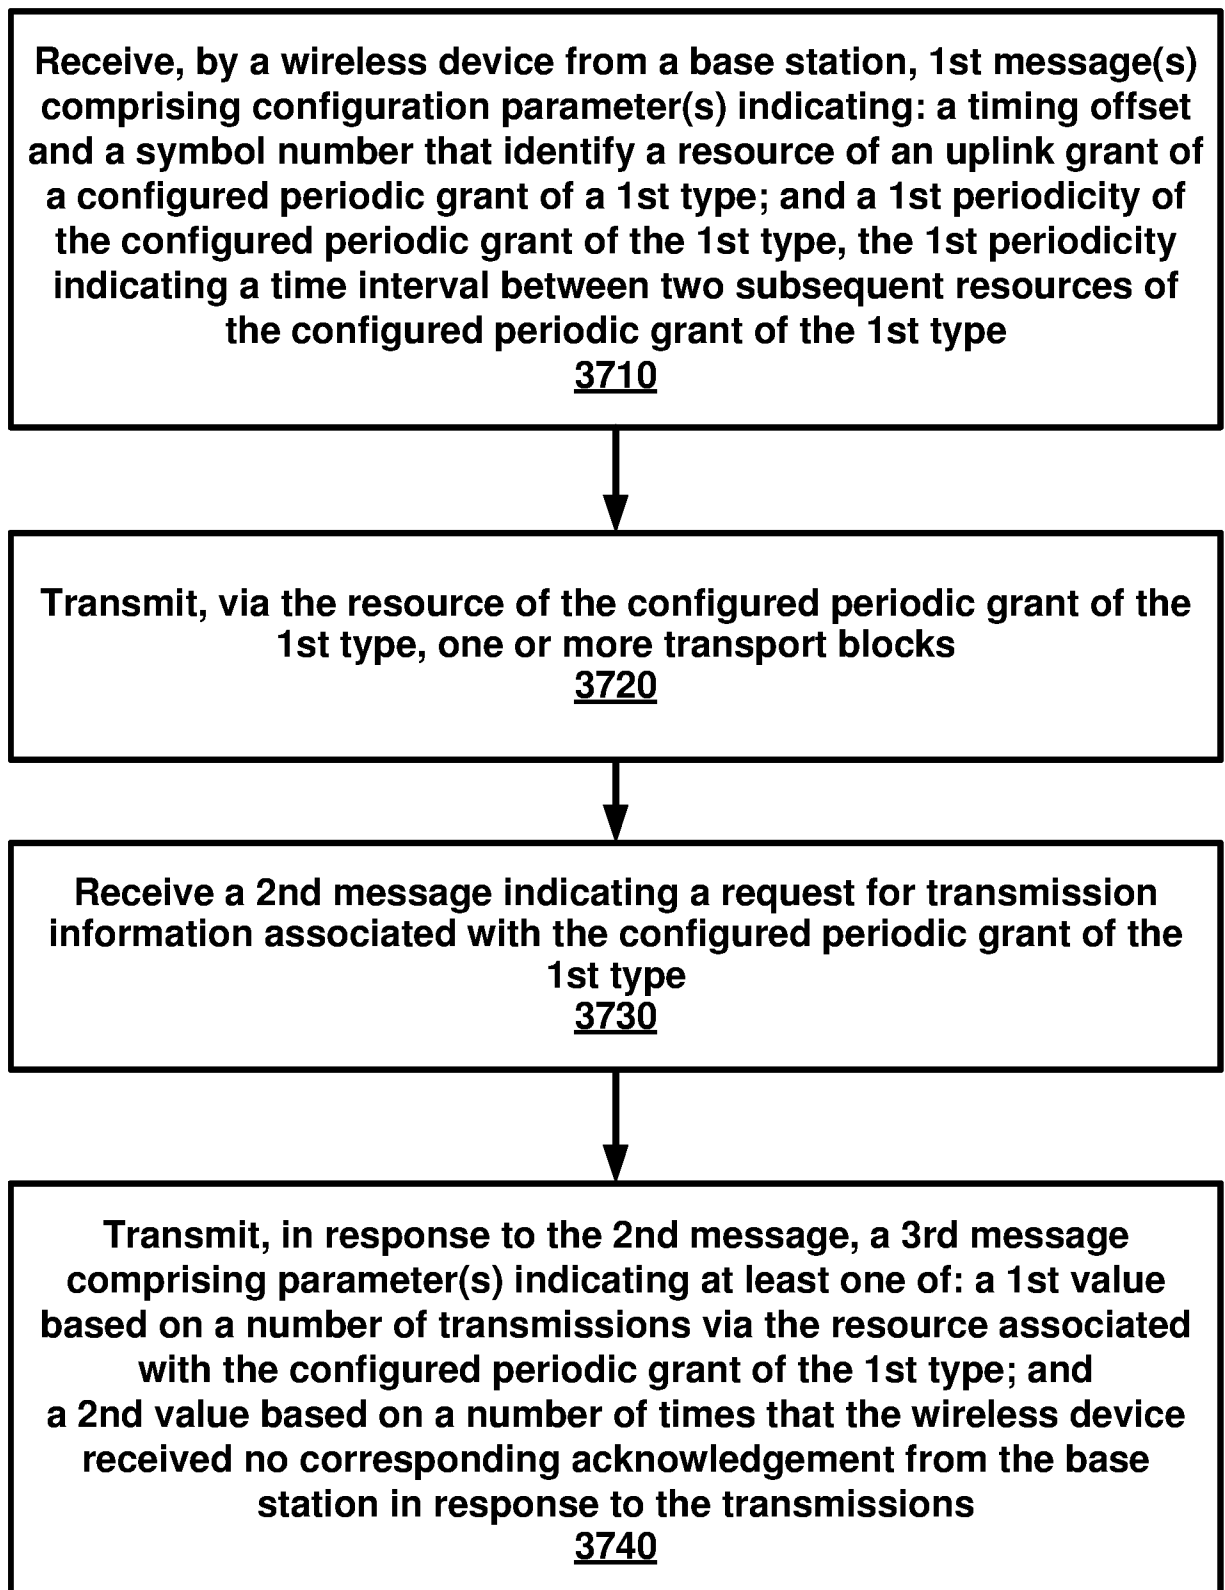 Receive, by a wireless device from a base station, 1st message(s)
comprising configuration parameter(s) indicating: a timing offset
and a symbol number that identify a resource of an uplink grant of
a configured periodic grant of a 1st type; and a 1st periodicity of
the configured periodic grant of the 1st type, the 1st periodicity
indicating a time interval between two subsequent resources of
the configured periodic grant of the 1st type
3710
Transmit, via the resource of the configured periodic grant of the
1st type, one or more transport blocks
3720
Receive a 2nd message indicating a request for transmission
information associated with the configured periodic grant of the
1st type
3730
Transmit, in response to the 2nd message, a 3rd message
comprising parameter(s) indicating at least one of: a 1st value
based on a number of transmissions via the resource associated
with the configured periodic grant of the 1st type; and
a 2nd value based on a number of times that the wireless device
received no corresponding acknowledgement from the base
station in response to the transmissions
3740